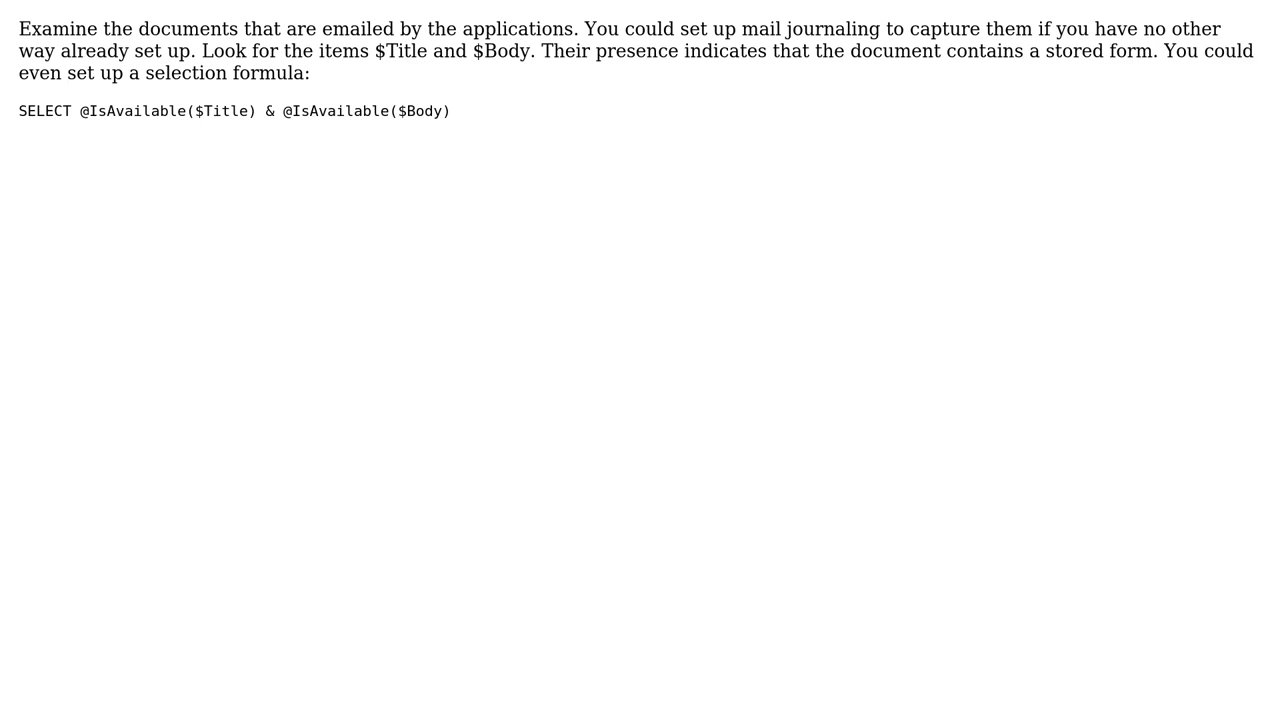 Examine the documents that are emailed by the applications. You could set up mail journaling to capture them if you have no other
way already set up. Look for the items $Title and $Body. Their presence indicates that the document contains a stored form. You could
even set up a selection formula:
SELECT @IsAvailable($Title) & @IsAvailable($Body)